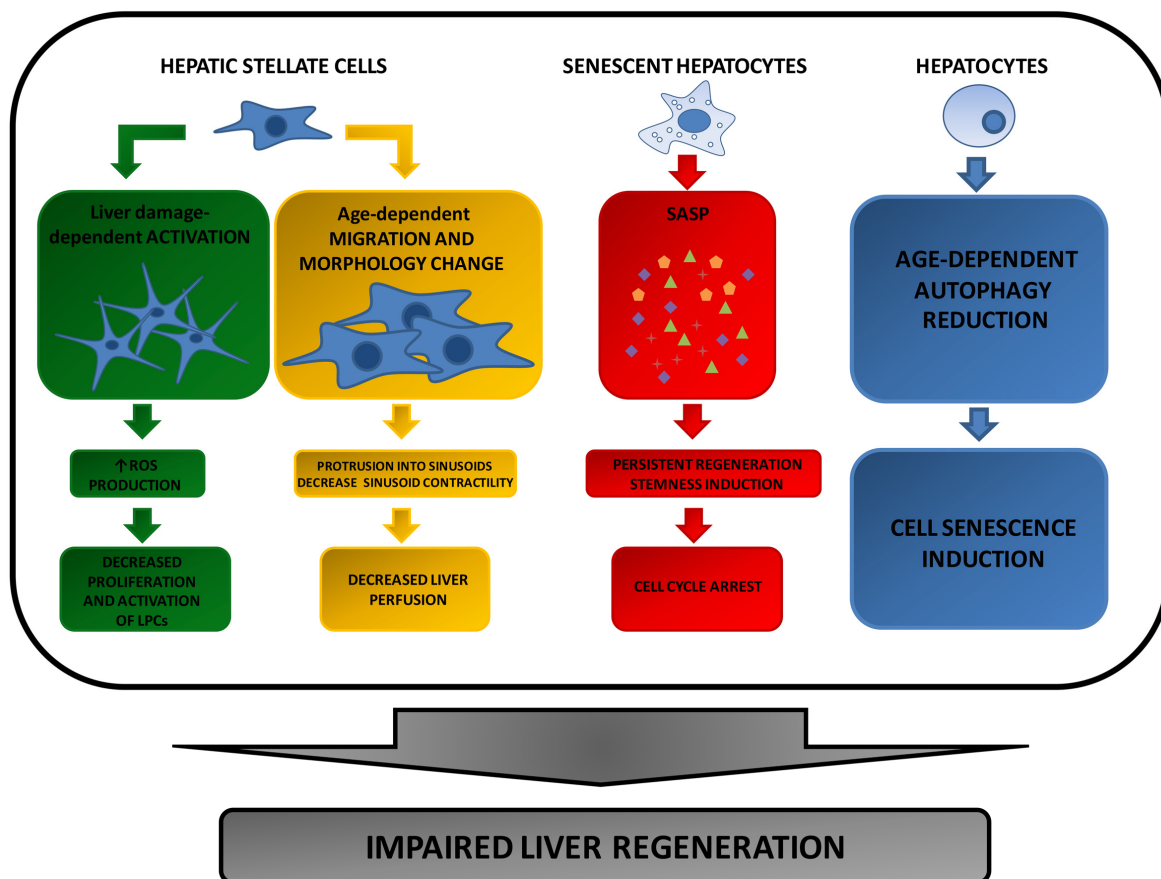 HEPATIC STELLATE CELLS
SENESCENT HEPATOCYTES
HEPATOCYTES
Liver damage-
dependent ACTIVATION
Age-dependent
MIGRATION AND
MORPHOLOGY CHANGE
SASP
AGE-DEPENDENT
AUTOPHAGY
REDUCTION
↑ROS
PRODUCTION
PROTRUSION INTO SINUSOIDS
DECREASE SINUSOID CONTRACTILITY
PERSISTENT REGENERATION
STEMNESS INDUCTION
CELL SENESCENCE
INDUCTION
DECREASED
PROLIFERATION
AND ACTIVATION
OF LPCs
DECREASED LIVER
PERFUSION
CELL CYCLE ARREST
IMPAIRED LIVER REGENERATION